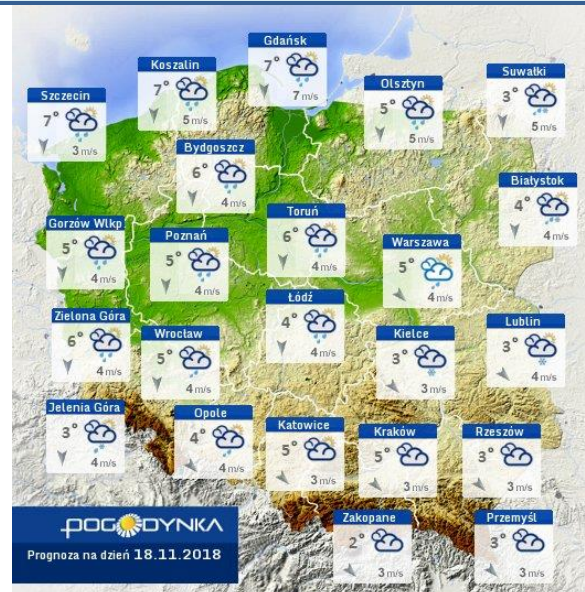 Gdańsk
7°
7 m/s
Koszalin
7°
5 m/s
Suwałki
3°
5 m/s
Olsztyn
5°
5 m/s
Szczecin
7°
3 m/s
Bydgoszcz
6°
4 m/s
Białystok
4°
4 m/s
Gorzów Wlkp
5°
4 m/s
Poznań
5°
4 m/s
Toruń
6°
4 m/s
Warszawa
5°
4 m/s
Łódź
4°
4 m/s
Zielona Góra
6°
4 m/s
Wrocław
5°
4 m/s
Kielce
3°
3 m/s
Lublin
3°
4 m/s
Jelenia Góra
3°
4 m/s
Opole
4°
4 m/s
Katowice
5°
3 m/s
Kraków
5°
3 m/s
Rzeszów
3°
3 m/s
Zakopane
2°
3 m/s
Przemyśl
3°
3 m/s
POGODYNKA
Prognoza na dzień 18.11.2018